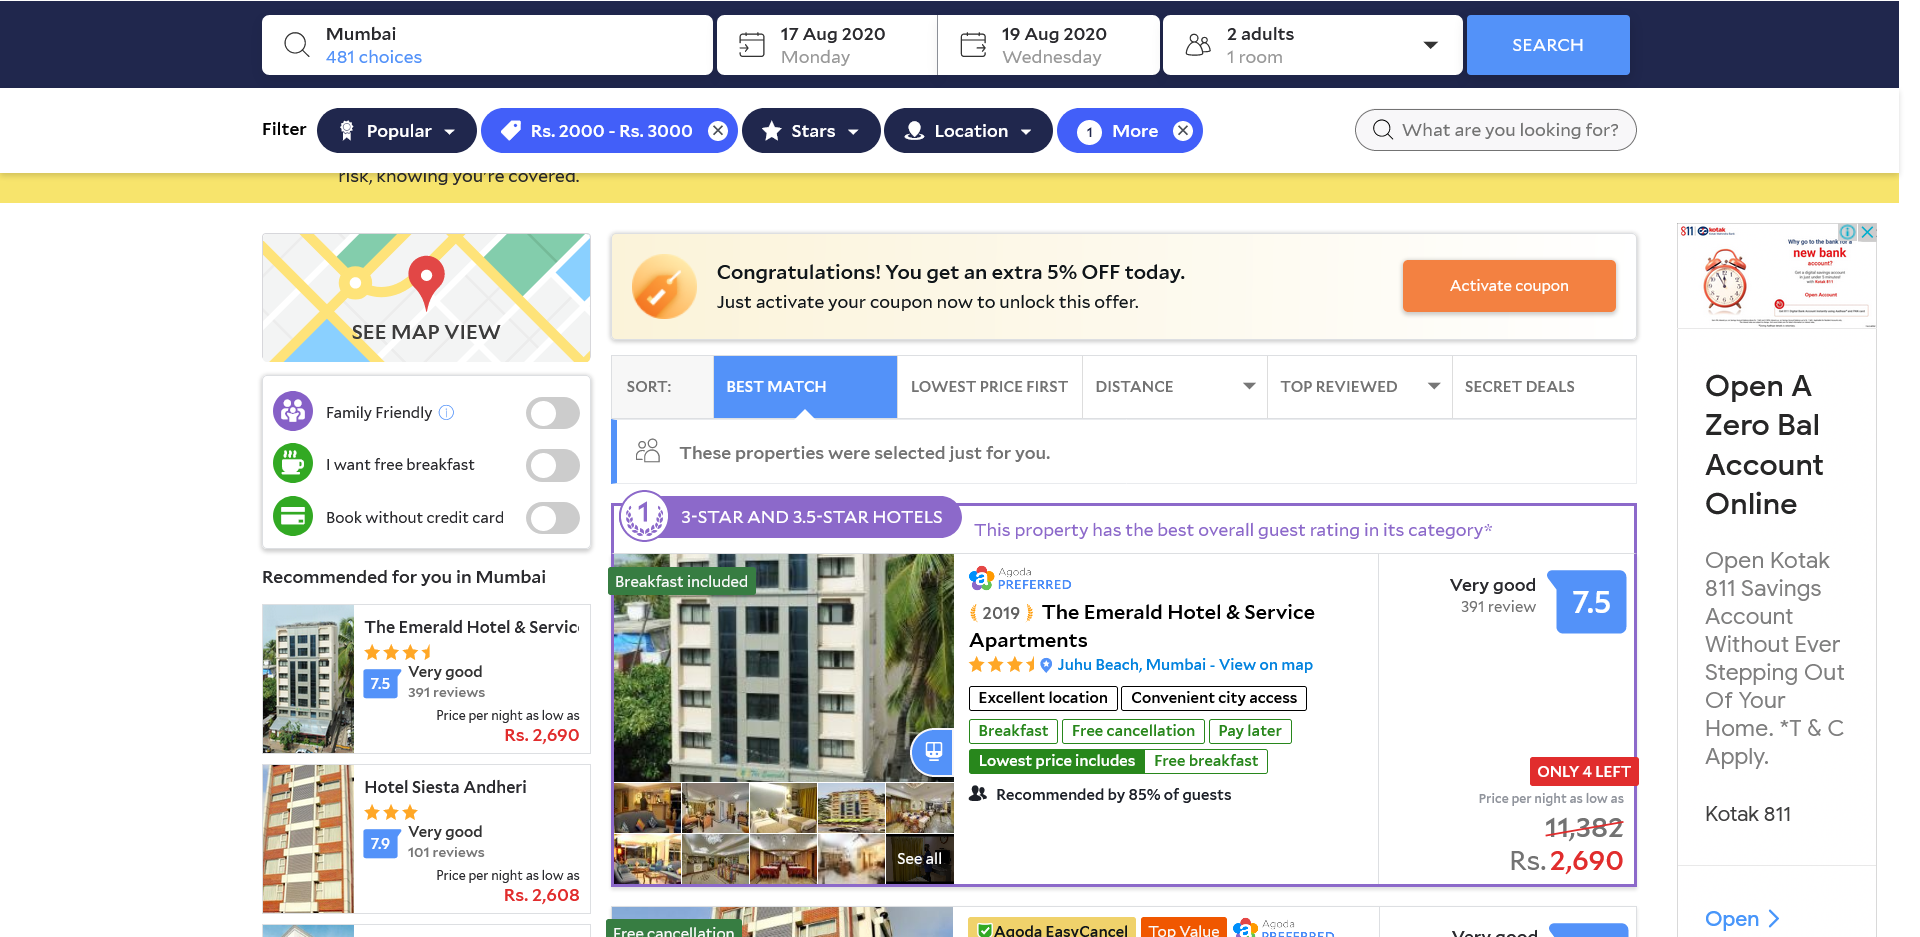 Mumbai
481 choices
17 Aug 2020
Monday
19 Aug 2020
Wednesday
2 adults
1 room
SEARCH
Filter
Popular
Rs. 2000 - Rs. 3000
Stars
Location
1 More
What are you looking for?
risk, knowing you're covered.
SEE MAP VIEW
Family Friendly
I want free breakfast
Book without credit card
Recommended for you in Mumbai
The Emerald Hotel & Servic
7.5
Very good
391 reviews
Price per night as low as
Rs. 2,690
Hotel Siesta Andheri
7.9
Very good
101 reviews
Price per night as low as
Rs. 2,608
Congratulations! You get an extra 5% OFF today.
Just activate your coupon now to unlock this offer.
Activate coupon
SORT:
BEST MATCH
LOWEST PRICE FIRST
DISTANCE
TOP REVIEWED
SECRET DEALS
These properties were selected just for you.
1
3-STAR AND 3.5-STAR HOTELS
This property has the best overall guest rating in its category*
Breakfast included
See all
Agoda
PREFERRED
2019 The Emerald Hotel & Service
Apartments
Juhu Beach, Mumbai - View on map
Excellent location
Convenient city access
Breakfast
Free cancellation
Pay later
Lowest price includes
Free breakfast
Recommended by 85% of guests
Very good
391 review
7.5
ONLY 4 LEFT
Price per night as low as
11,382
Rs. 2,690
Free cancellation
Agoda EasyCancel
Top Value
Agoda
PREFERRED
Very good
811 kotak
Why go to the bank for a
new bank
account?
Open Account
Open A
Zero Bal
Account
Online
Open Kotak
811 Savings
Account
Without Ever
Stepping Out
Of Your
Home. *T & C
Apply.
Kotak 811
Open